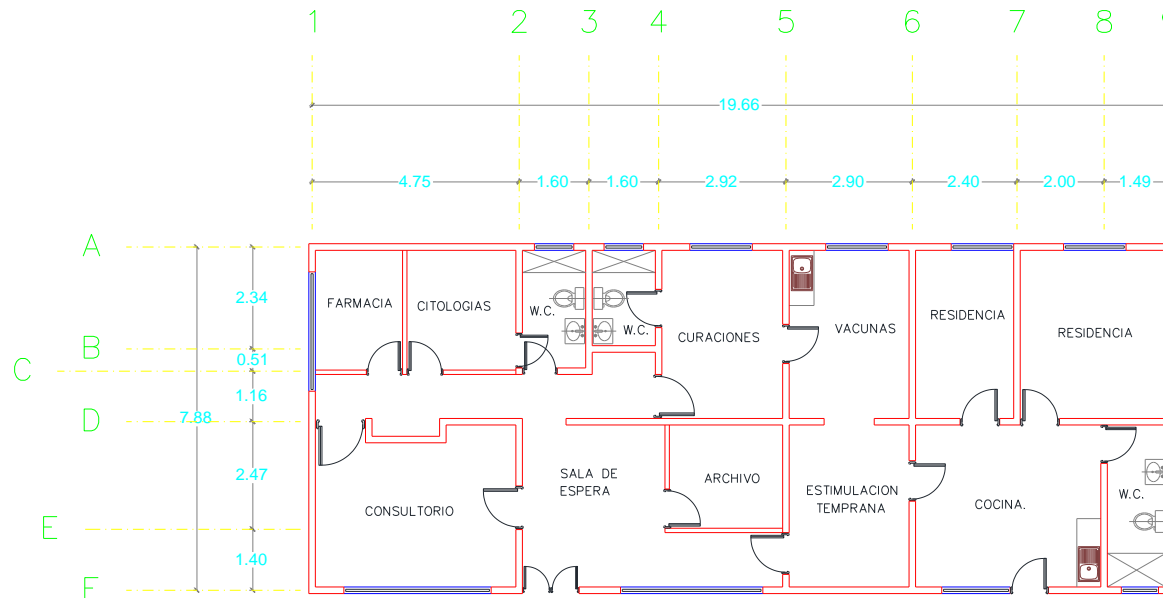 1 2 3 4 5 6 7 8
19.66
4.75 1.60 1.60 2.92 2.90 2.40 2.00 1.49
A
2.34
B
0.51
C
1.16
D
7.88
2.47
E
1.40
F
FARMACIA
CITOLOGIAS
W.C.
W.C.
CURACIONES
VACUNAS
RESIDENCIA
RESIDENCIA
CONSULTORIO
SALA DE
ESPERA
ARCHIVO
ESTIMULACION
TEMPRANA
COCINA.
W.C.